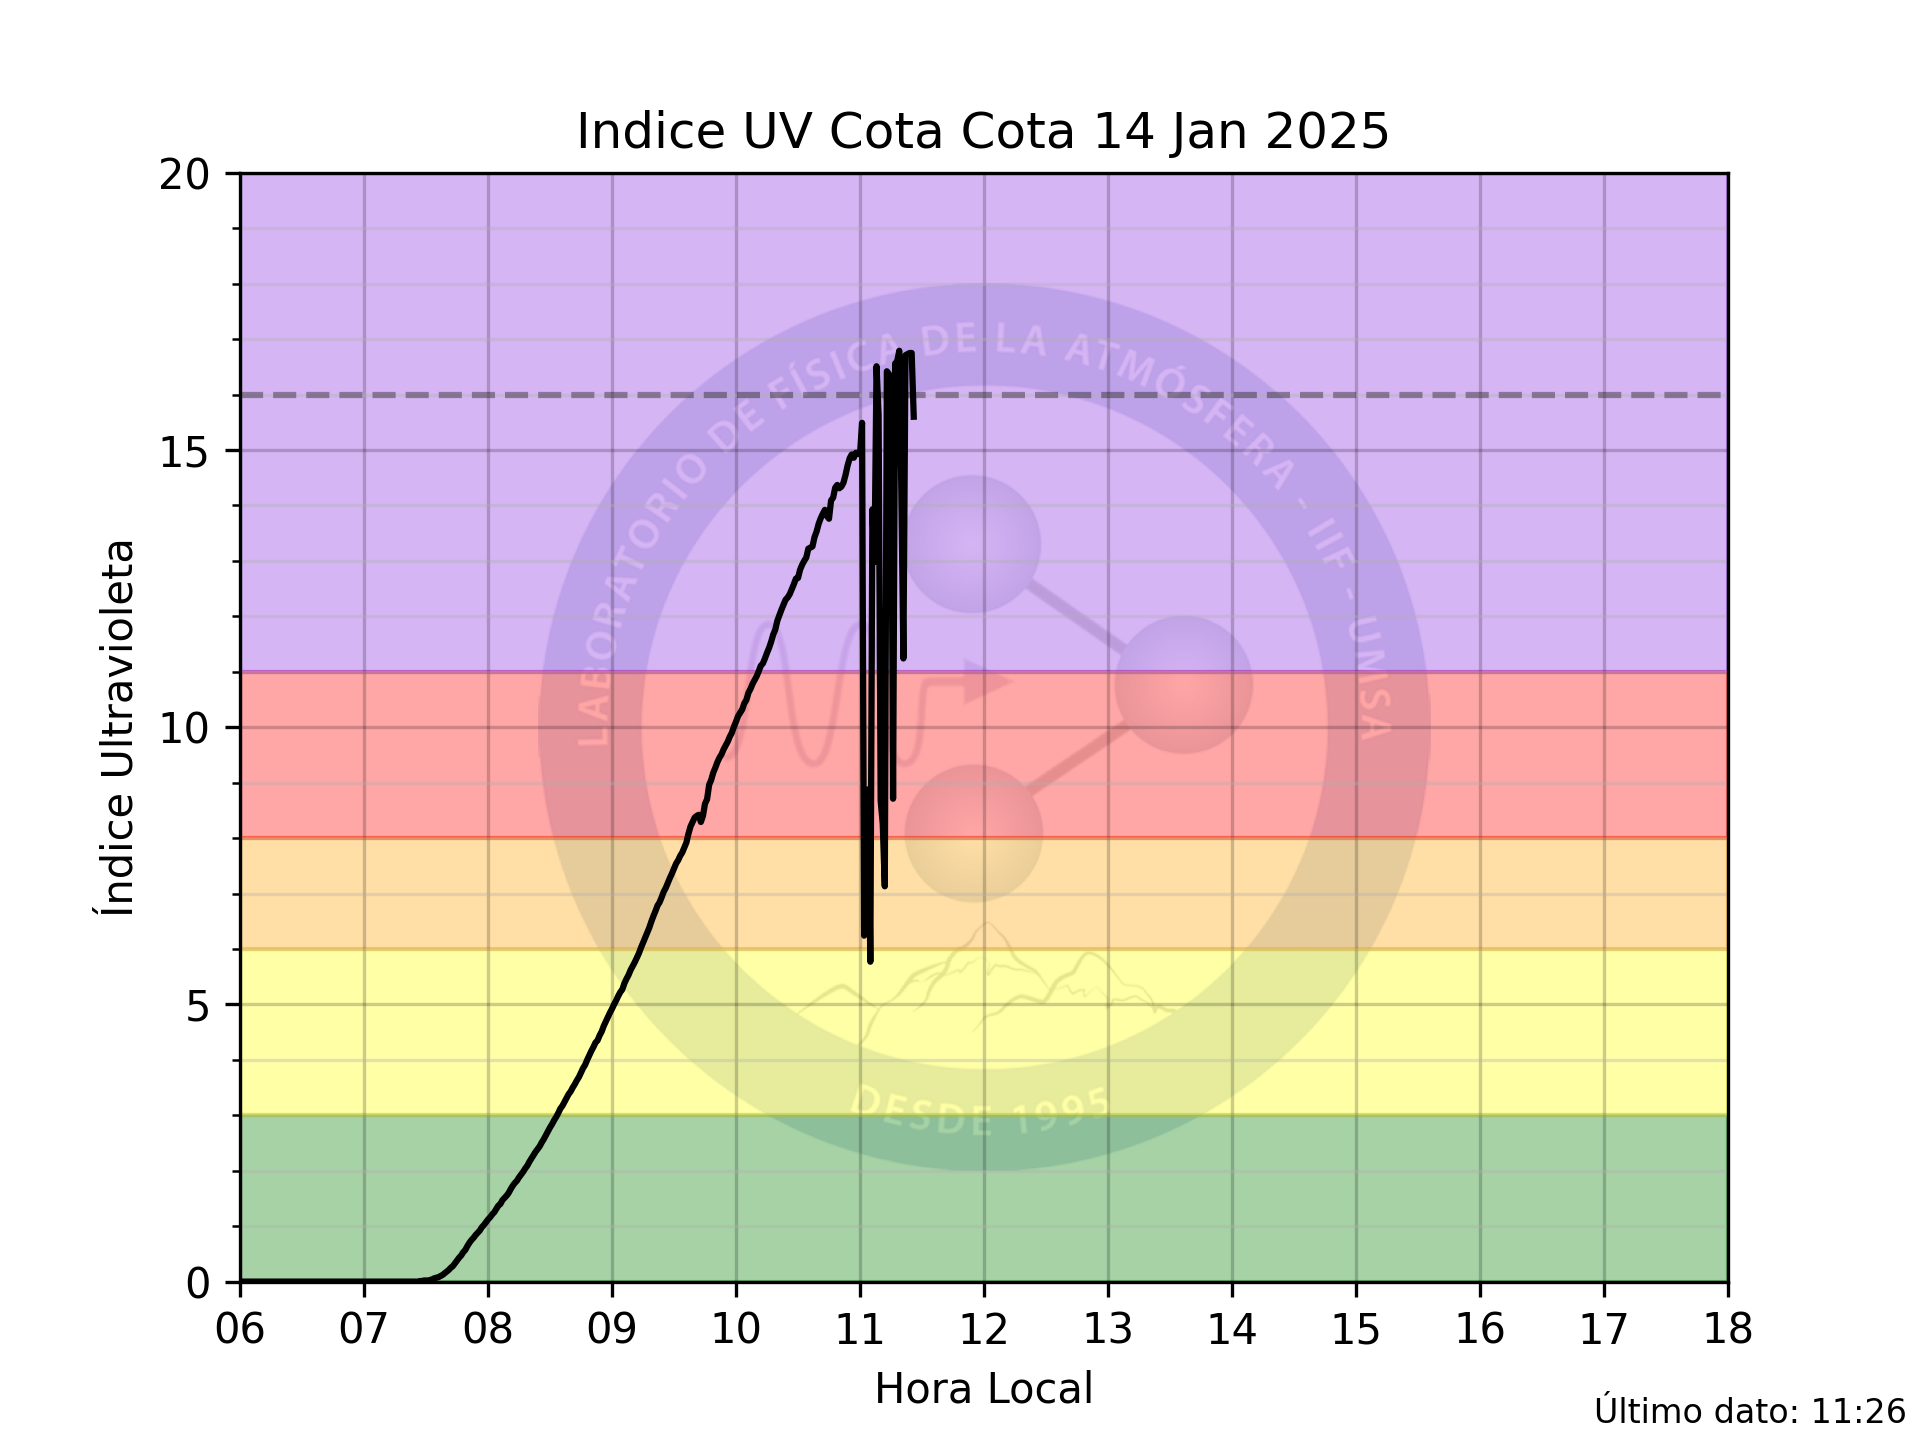 Indice UV Cota Cota 14 Jan 2025
20
15
10
5
0
Índice Ultravioleta
LABORATORIO DE FÍSICA DE LA ATMÓSFERA - IIF - UMSA
DESDE 1995
06 07 08 09 10 11 12 13 14 15 16 17 18
Hora Local
Último dato: 11:26